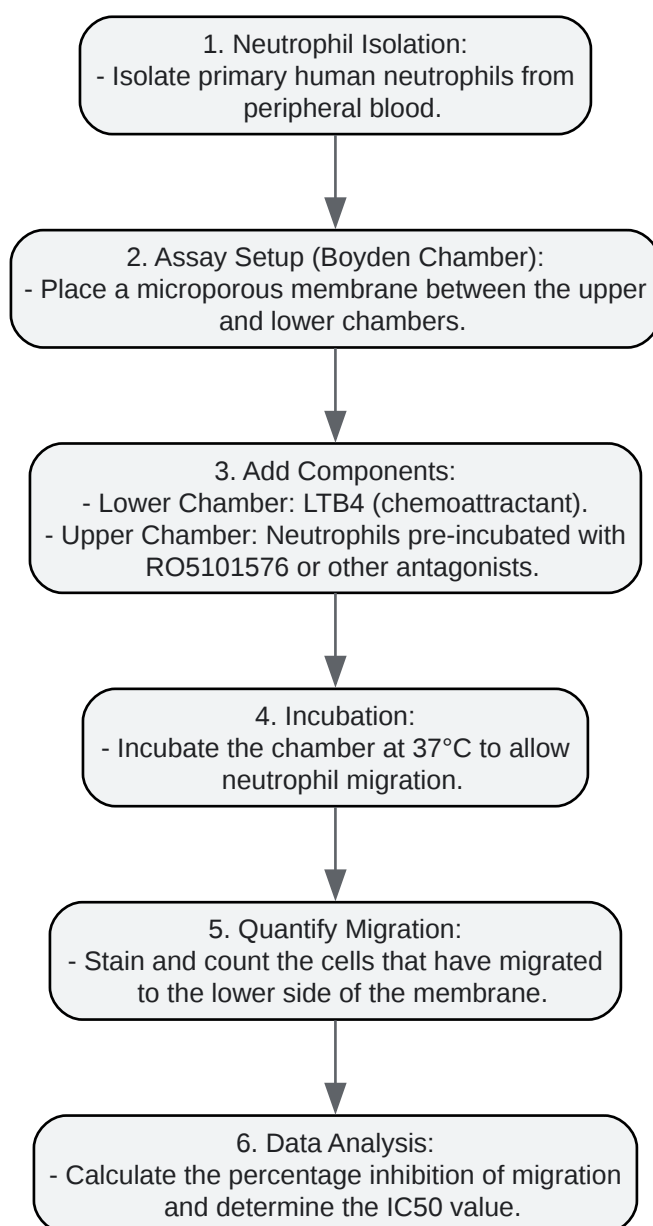 1. Neutrophil Isolation:
- Isolate primary human neutrophils from
peripheral blood.
2. Assay Setup (Boyden Chamber):
- Place a microporous membrane between the upper
and lower chambers.
3. Add Components:
- Lower Chamber: LTB4 (chemoattractant).
- Upper Chamber: Neutrophils pre-incubated with
RO5101576 or other antagonists.
4. Incubation:
- Incubate the chamber at 37°C to allow
neutrophil migration.
5. Quantify Migration:
- Stain and count the cells that have migrated
to the lower side of the membrane.
6. Data Analysis:
- Calculate the percentage inhibition of migration
and determine the IC50 value.